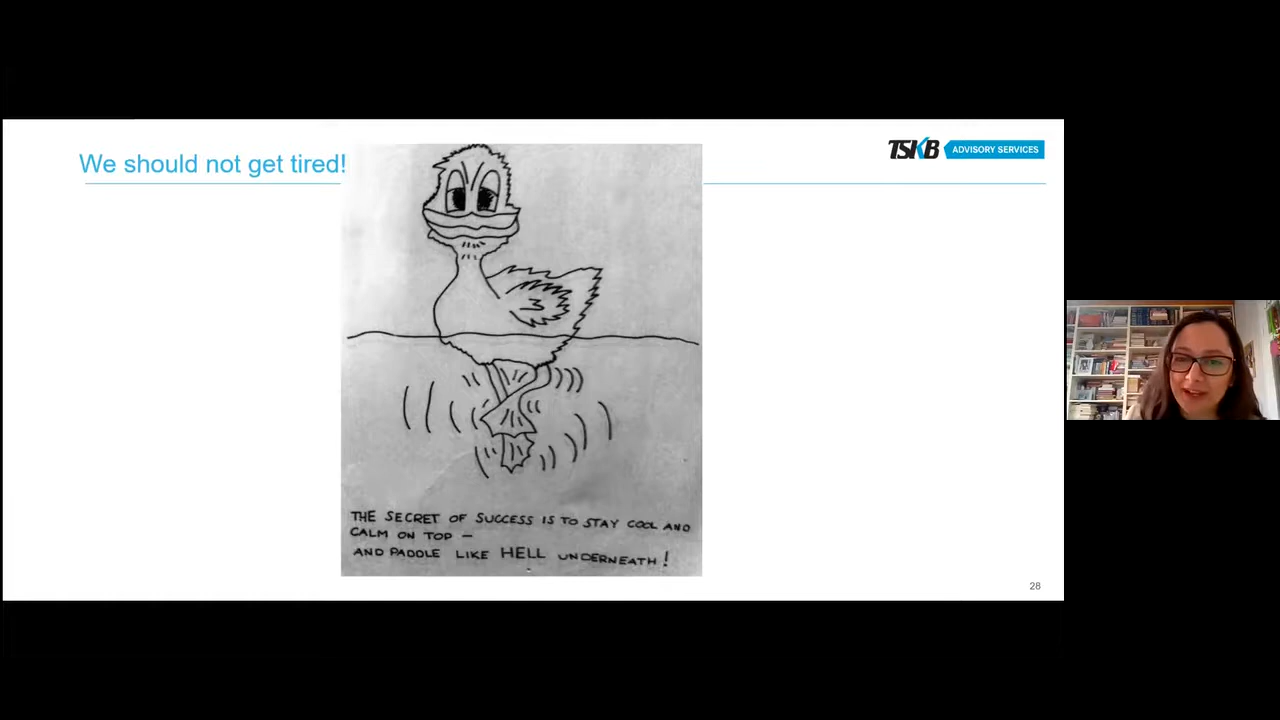 We should not get tired!
TSKB ADVISORY SERVICES
THE SECRET OF SUCCESS IS TO STAY COOL AND
CALM ON TOP —
AND PADDLE LIKE HELL UNDERNEATH!
28